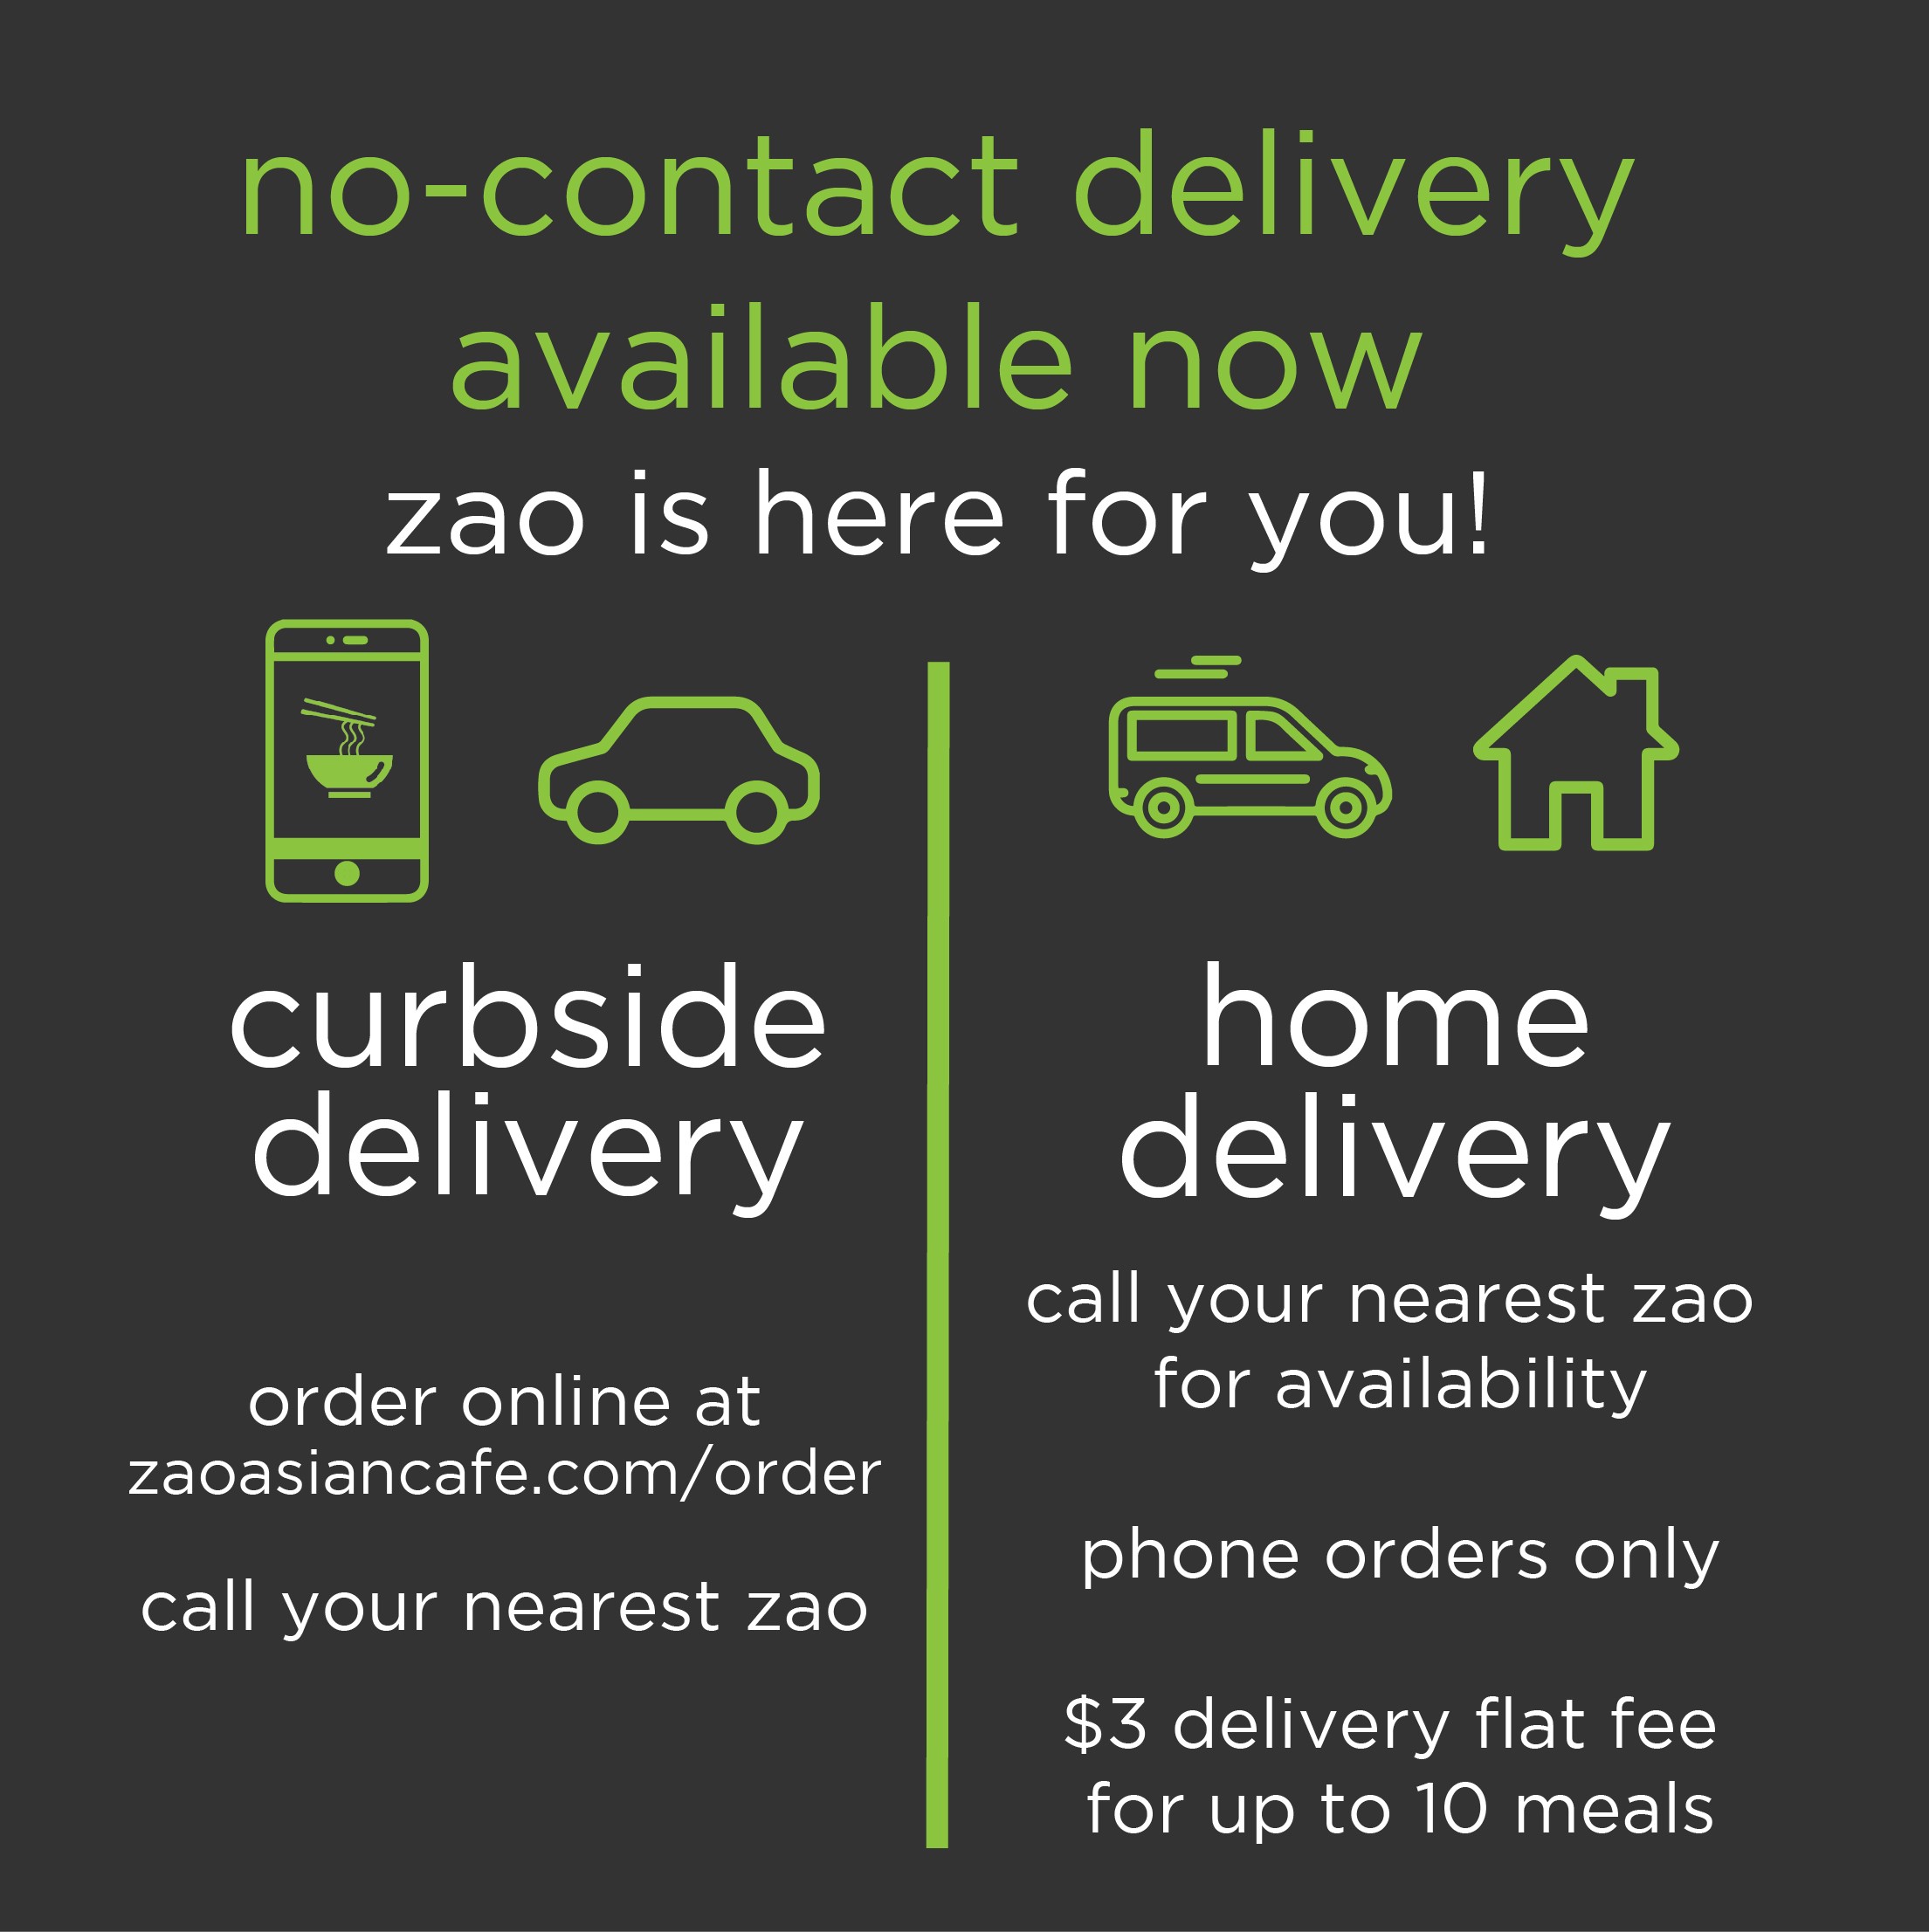 no-contact delivery
available now
zao is here for you!
curbside
delivery
order online at
zaoasiancafe.com/order
call your nearest zao
home
delivery
call your nearest zao
for availability
phone orders only
$3 delivery flat fee
for up to 10 meals